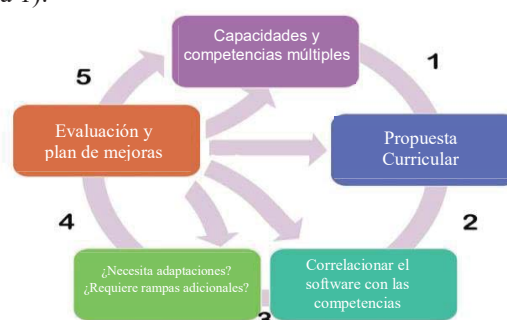 a 1).
Capacidades y
competencias múltiples
1
5
Evaluación y
plan de mejoras
Propuesta
Curricular
4
2
¿Necesita adaptaciones?
¿Requiere rampas adicionales?
Correlacionar el
software con las
competencias
3